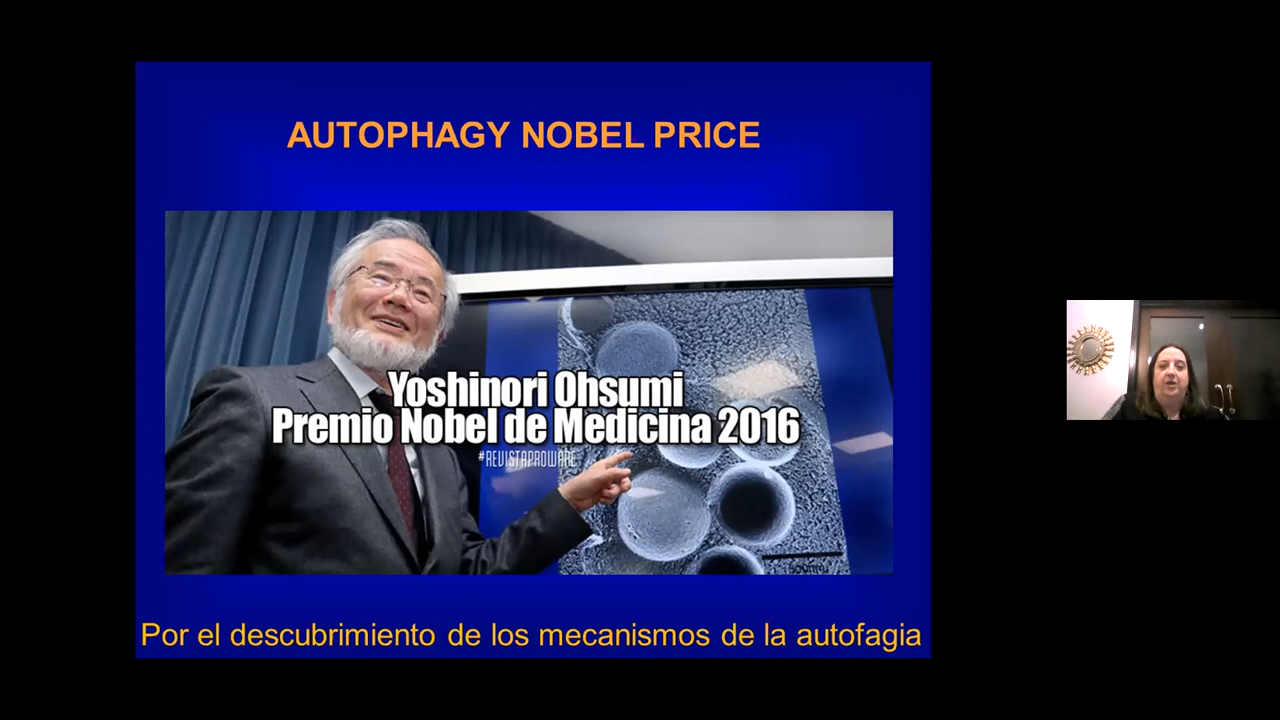 AUTOPHAGY NOBEL PRICE
Yoshinori Ohsumi
Premio Nobel de Medicina 2016
#REVISTAPROWARE
Por el descubrimiento de los mecanismos de la autofagia